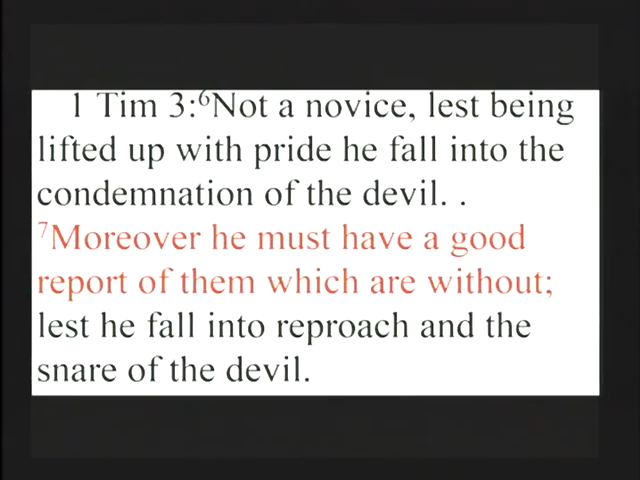 1 Tim 3:⁶Not a novice, lest being
lifted up with pride he fall into the
condemnation of the devil. .
⁷Moreover he must have a good
report of them which are without;
lest he fall into reproach and the
snare of the devil.